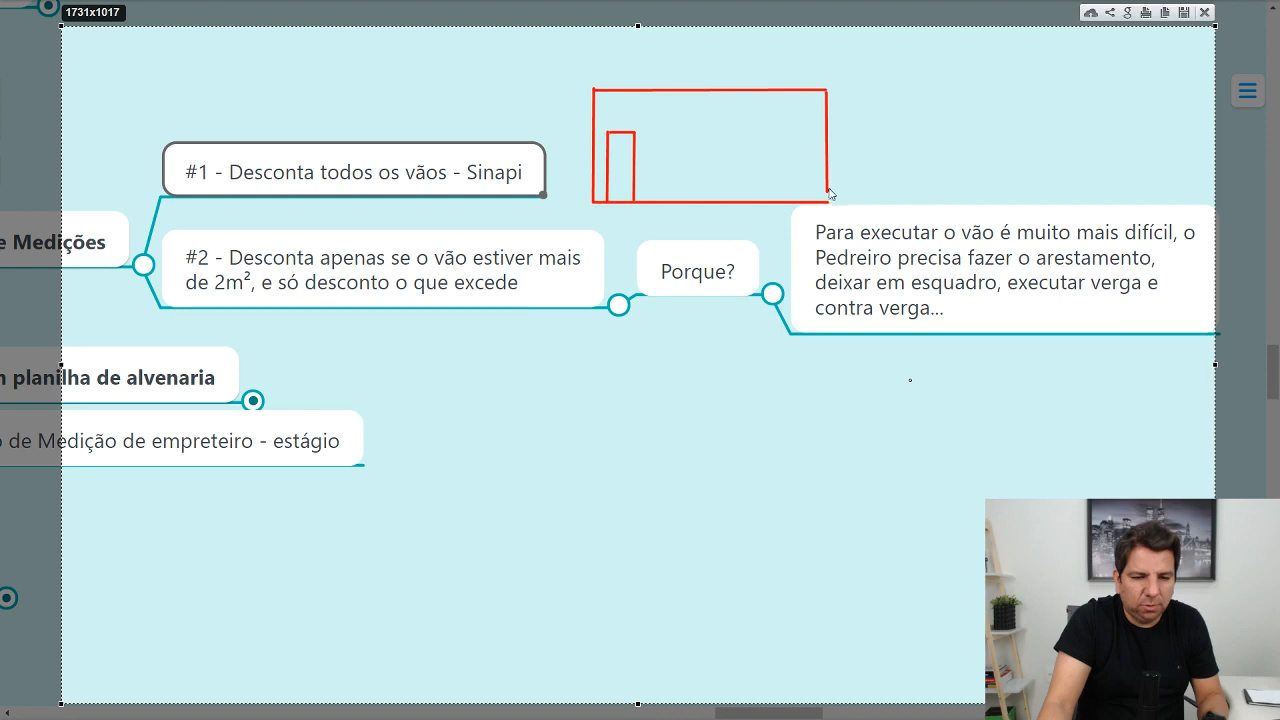 1731x1017
#1 - Desconta todos os vãos - Sinapi
e Medições
#2 - Desconta apenas se o vão estiver mais
de 2m², e só desconto o que excede
Porque?
Para executar o vão é muito mais difícil, o
Pedreiro precisa fazer o arestamento,
deixar em esquadro, executar verga e
contra verga...
planilha de alvenaria
de Medição de empreteiro - estágio